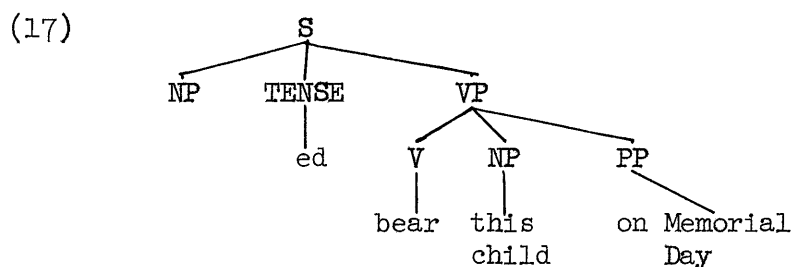 (17)
S
NP TENSE VP
ed V NP PP
bear this on Memorial
child Day